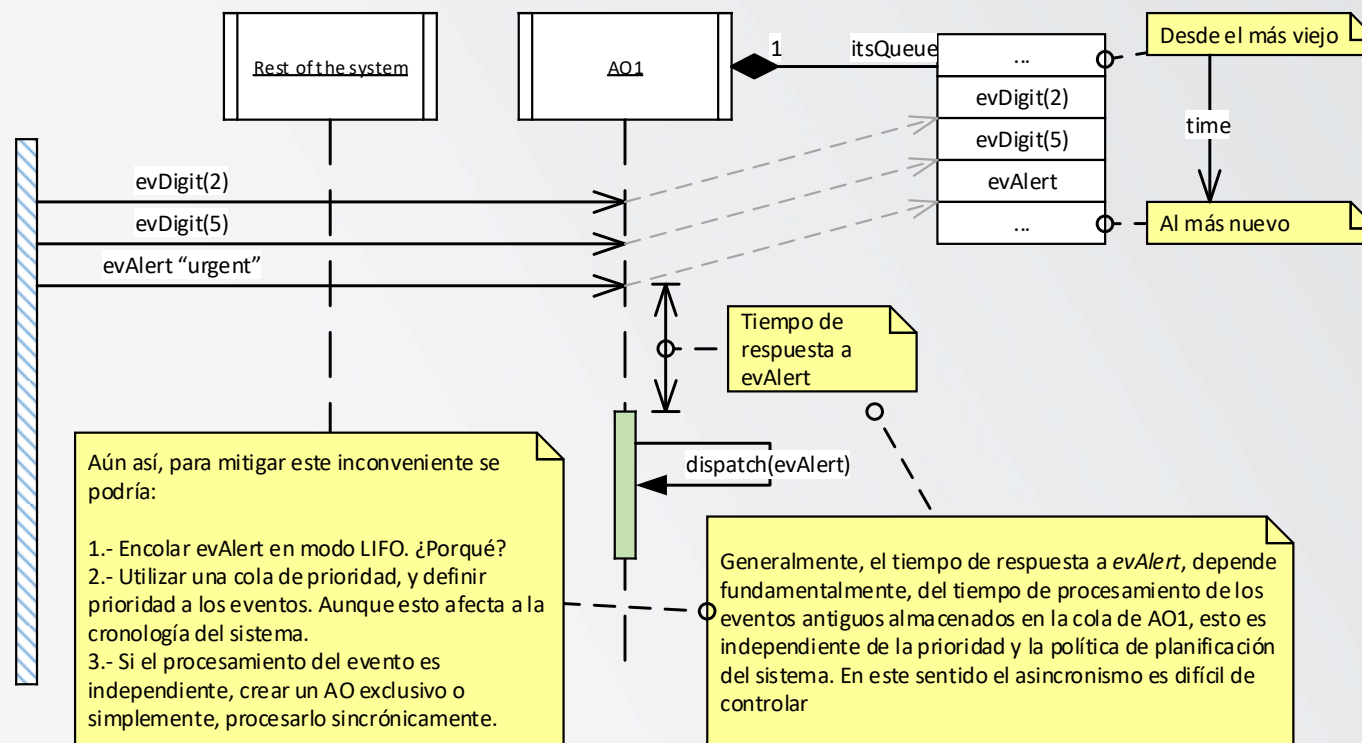 Rest of the system
AO1
1
itsQueue
...
evDigit(2)
evDigit(5)
evAlert
...
Desde el más viejo
time
Al más nuevo
evDigit(2)
evDigit(5)
evAlert “urgent”
Tiempo de
respuesta a
evAlert
dispatch(evAlert)
Aún así, para mitigar este inconveniente se
podría:
1.- Encolar evAlert en modo LIFO. ¿Porqué?
2.- Utilizar una cola de prioridad, y definir
prioridad a los eventos. Aunque esto afecta a la
cronología del sistema.
3.- Si el procesamiento del evento es
independiente, crear un AO exclusivo o
simplemente, procesarlo sincrónicamente.
Generalmente, el tiempo de respuesta a evAlert, depende
fundamentalmente, del tiempo de procesamiento de los
eventos antiguos almacenados en la cola de AO1, esto es
independiente de la prioridad y la política de planificación
del sistema. En este sentido el asincronismo es difícil de
controlar